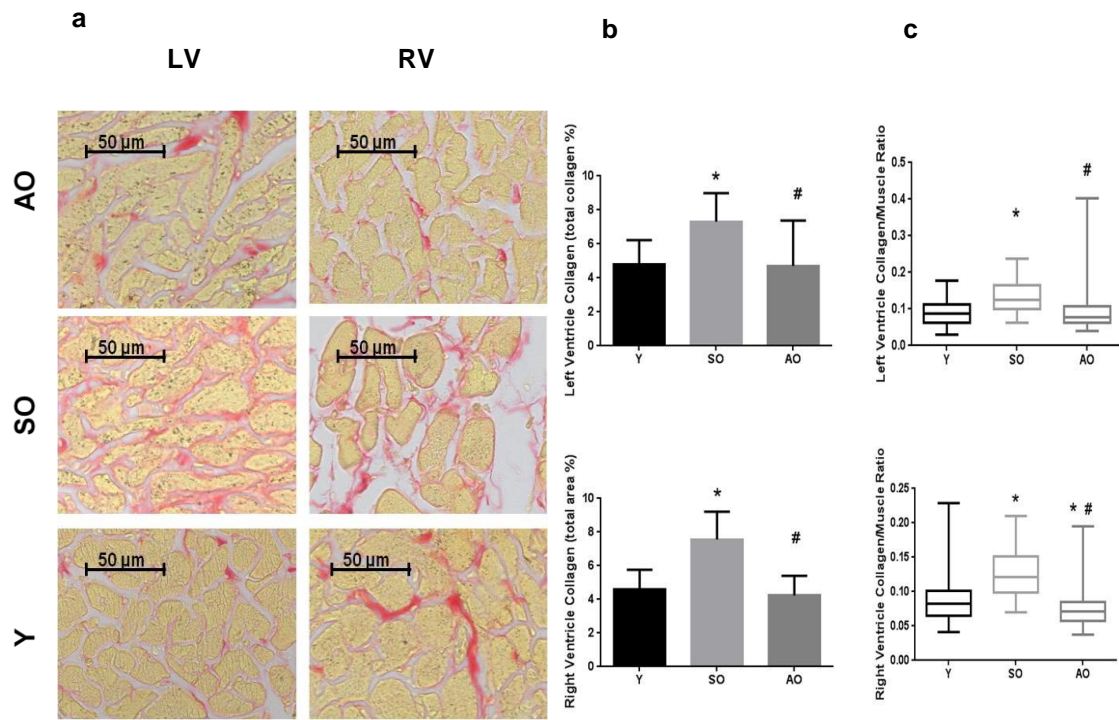 a
LV RV
AO
50 µm
50 µm
SO
50 µm
50 µm
Y
50 µm
50 µm
b
Left Ventricle Collagen (total collagen %)
10
8
6
4
2
0
*
#
Y SO AO
Right Ventricle Collagen (total area %)
10
8
6
4
2
0
*
#
Y SO AO
c
Left Ventricle Collagen/Muscle Ratio
0.5
0.4
0.3
0.2
0.1
0.0
*
#
Y SO AO
Right Ventricle Collagen/Muscle Ratio
0.25
0.20
0.15
0.10
0.05
0.00
*
* #
Y SO AO